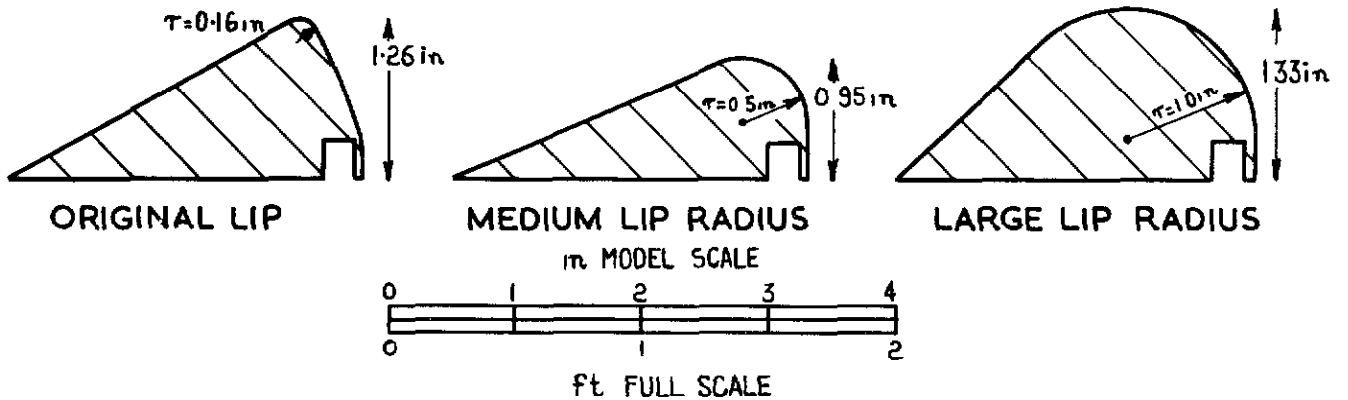 r=0·16in
1·26in
ORIGINAL LIP
r=0 5in
0 95in
MEDIUM LIP RADIUS
r=1 0in
133in
LARGE LIP RADIUS
in MODEL SCALE
0 1 2 3 4
0 1 2
ft FULL SCALE